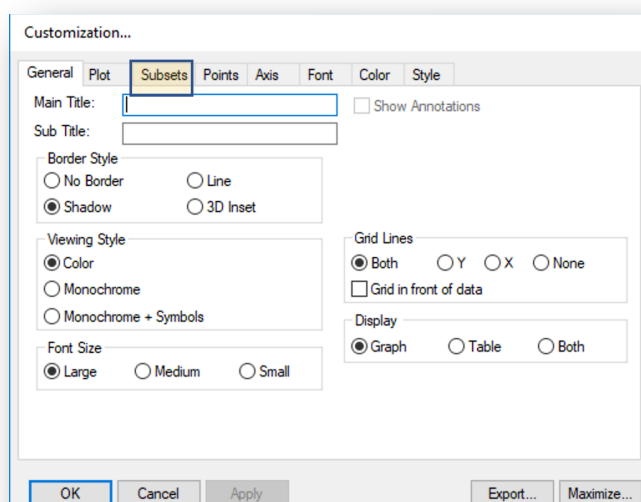 Customization...
General Plot Subsets Points Axis Font Color Style
Main Title: Show Annotations
Sub Title:
Border Style
No Border Line
Shadow 3D Inset
Viewing Style
Color
Monochrome
Monochrome + Symbols
Grid Lines
Both Y X None
Grid in front of data
Font Size
Large Medium Small
Display
Graph Table Both
OK Cancel Apply Export... Maximize...